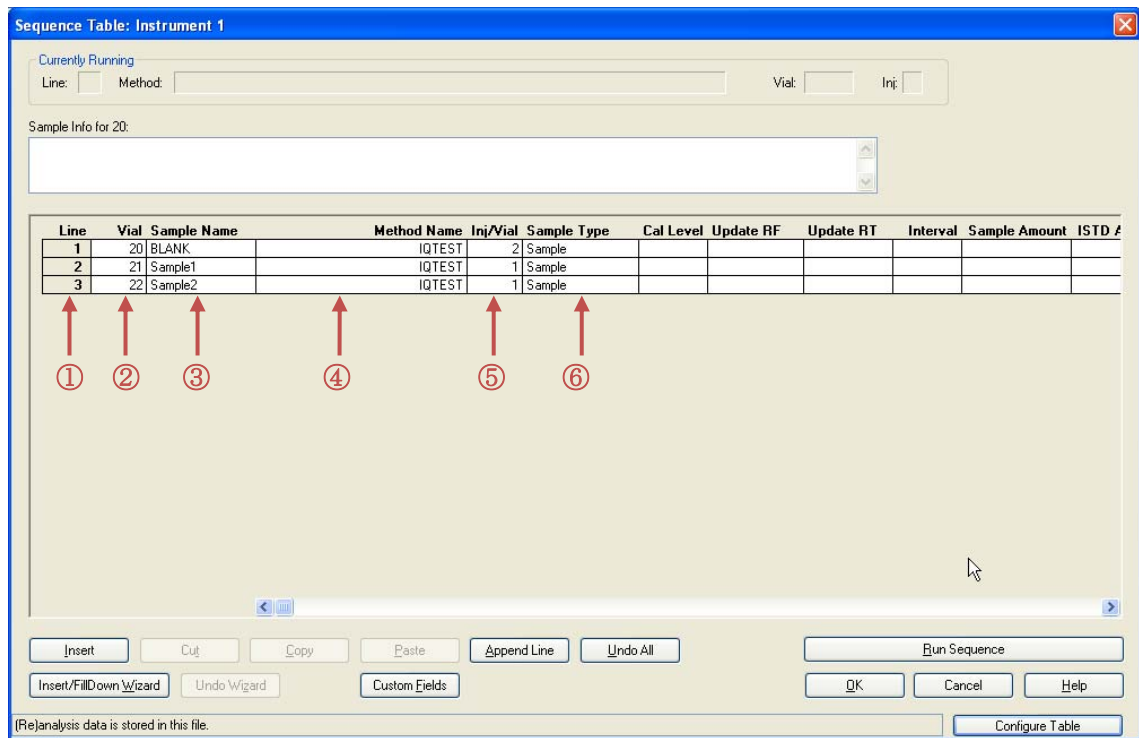 Sequence Table: Instrument 1
Currently Running
Line: Method: Vial: Inj:
Sample Info for 20:
Line Vial Sample Name Method Name Inj/Vial Sample Type Cal Level Update RF Update RT Interval Sample Amount ISTD A
1 20 BLANK IQTEST 2 Sample
2 21 Sample1 IQTEST 1 Sample
3 22 Sample2 IQTEST 1 Sample
① ② ③ ④ ⑤ ⑥
Insert Cut Copy Paste Append Line Undo All Run Sequence
Insert/FillDown Wizard Undo Wizard Custom Fields OK Cancel Help
(Re)analysis data is stored in this file. Configure Table